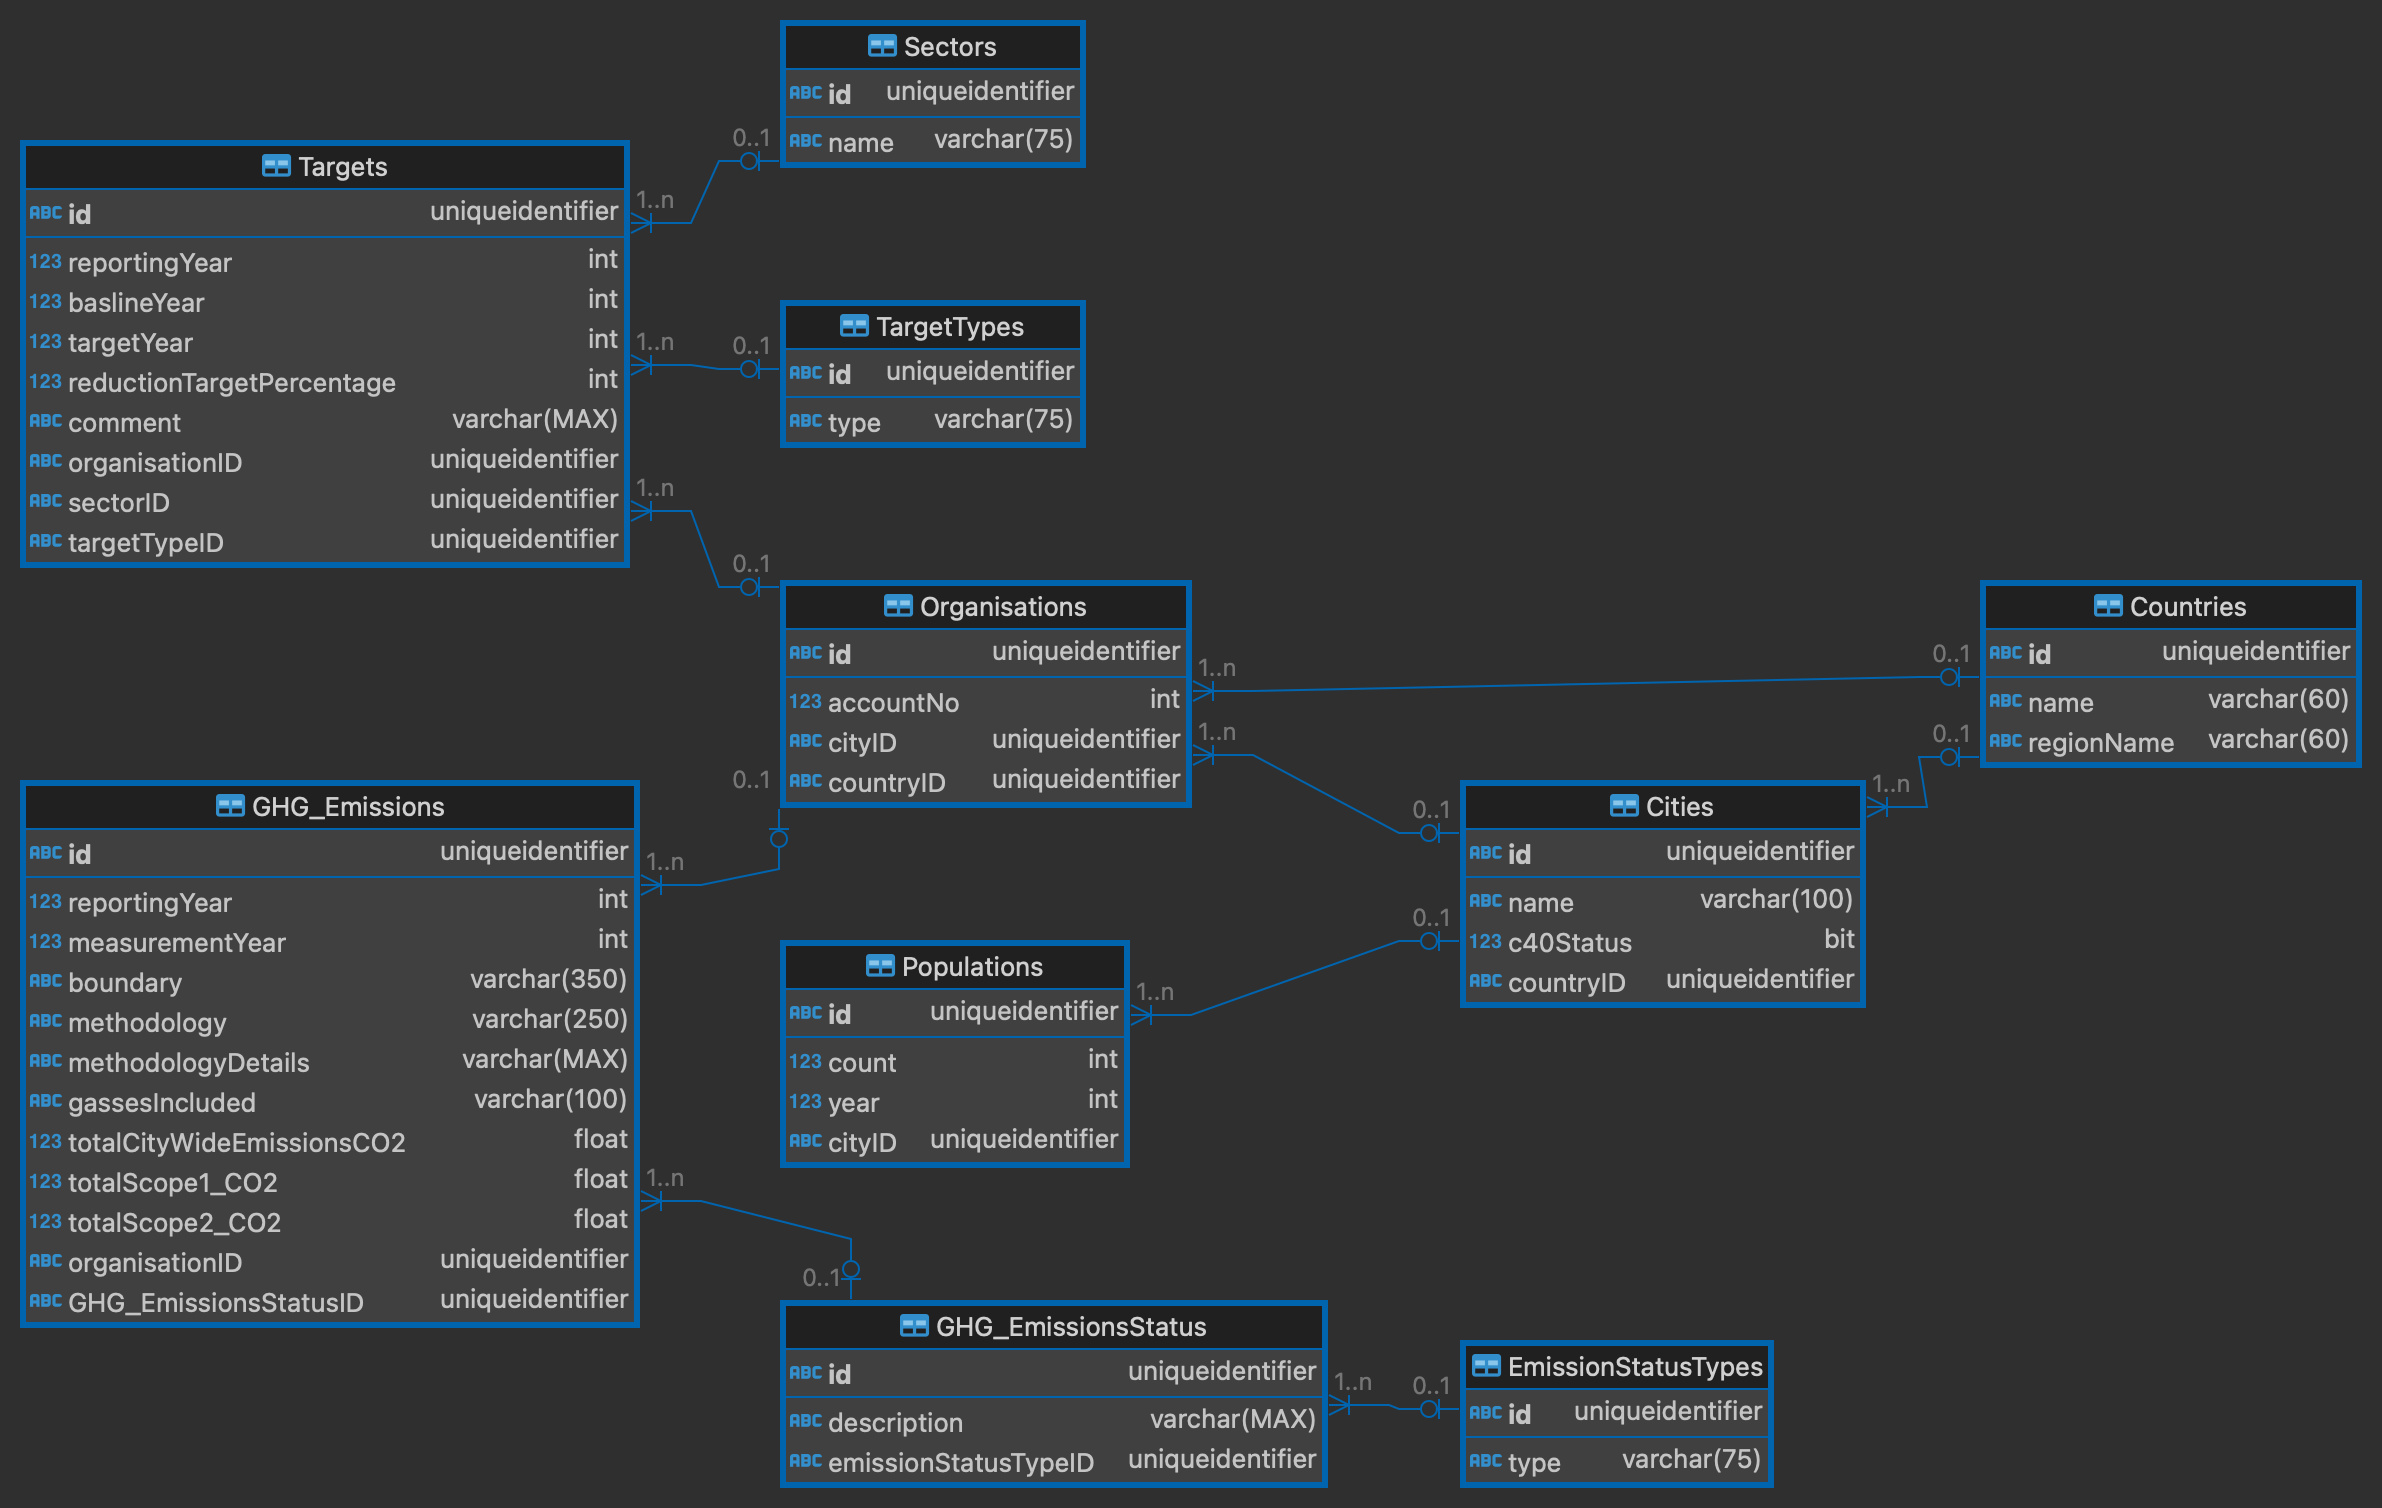 Sectors
ABC id uniqueidentifier
ABC name varchar(75)
0..1
1..n
Targets
ABC id uniqueidentifier
123 reportingYear int
123 baslineYear int
123 targetYear int
123 reductionTargetPercentage int
ABC comment varchar(MAX)
ABC organisationID uniqueidentifier
ABC sectorID uniqueidentifier
ABC targetTypeID uniqueidentifier
1..n
0..1
TargetTypes
ABC id uniqueidentifier
ABC type varchar(75)
1..n
0..1
Organisations
ABC id uniqueidentifier
123 accountNo int
ABC cityID uniqueidentifier
ABC countryID uniqueidentifier
1..n
0..1
Countries
ABC id uniqueidentifier
ABC name varchar(60)
ABC regionName varchar(60)
1..n
0..1
0..1
1..n
Cities
ABC id uniqueidentifier
ABC name varchar(100)
123 c40Status bit
ABC countryID uniqueidentifier
0..1
1..n
GHG_Emissions
ABC id uniqueidentifier
123 reportingYear int
123 measurementYear int
ABC boundary varchar(350)
ABC methodology varchar(250)
ABC methodologyDetails varchar(MAX)
ABC gassesIncluded varchar(100)
123 totalCityWideEmissionsCO2 float
123 totalScope1_CO2 float
123 totalScope2_CO2 float
ABC organisationID uniqueidentifier
ABC GHG_EmissionsStatusID uniqueidentifier
Populations
ABC id uniqueidentifier
123 count int
123 year int
ABC cityID uniqueidentifier
1..n
0..1
1..n
0..1
GHG_EmissionsStatus
ABC id uniqueidentifier
ABC description varchar(MAX)
ABC emissionStatusTypeID uniqueidentifier
1..n
0..1
EmissionStatusTypes
ABC id uniqueidentifier
ABC type varchar(75)